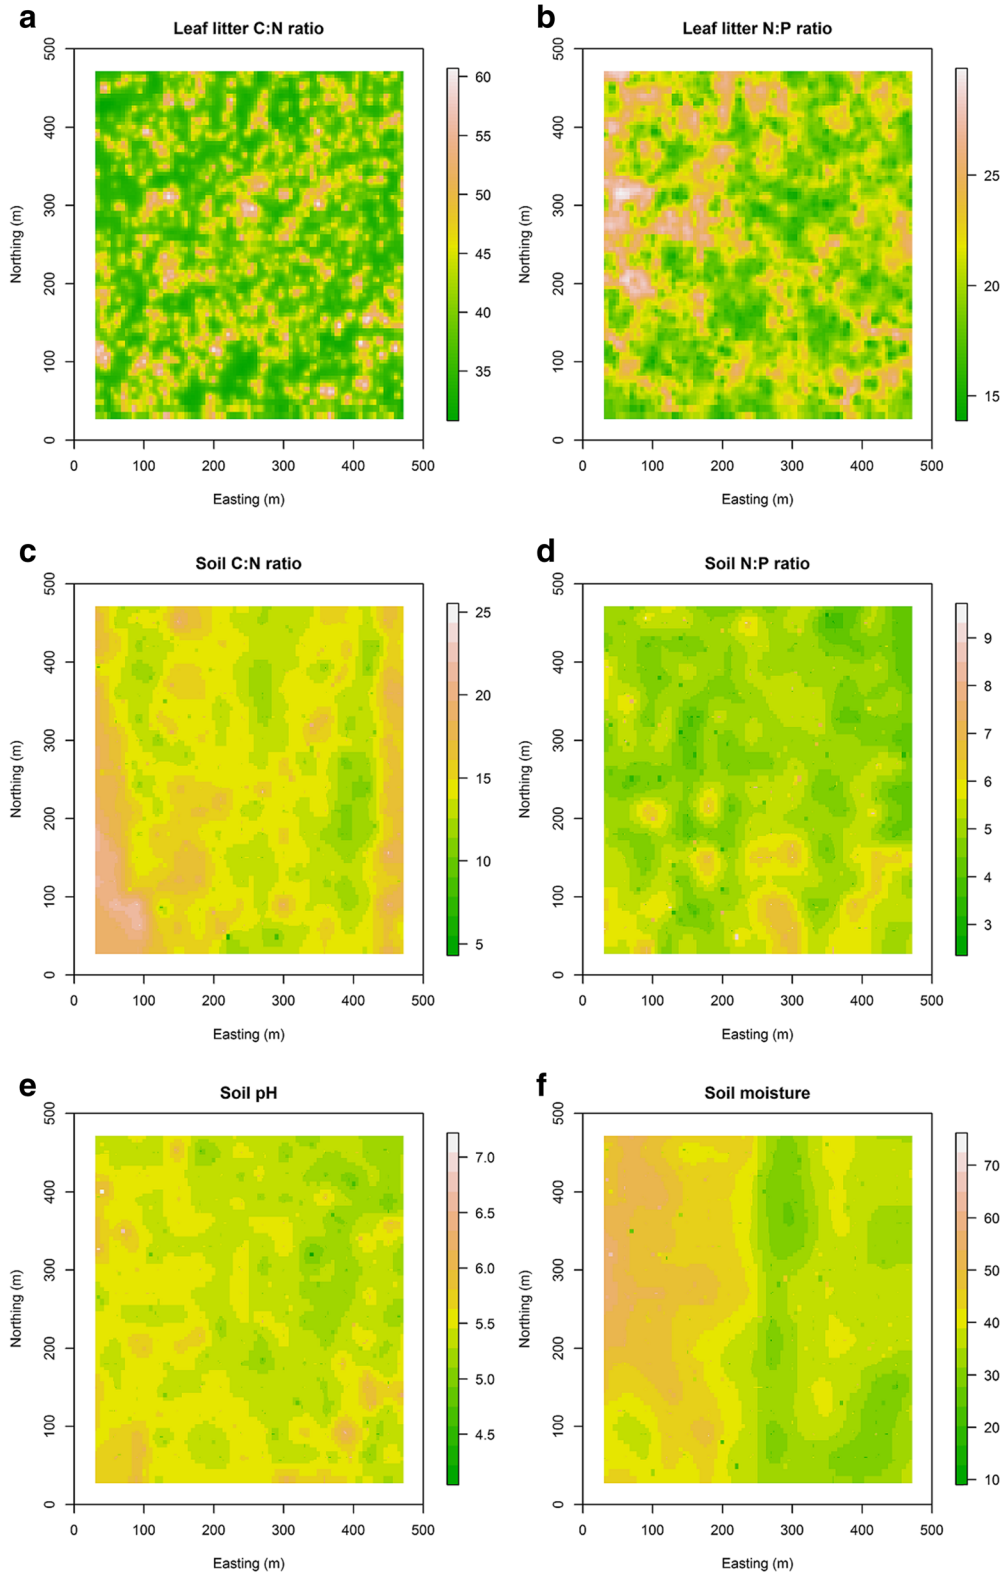 a
Leaf litter C:N ratio
500
400
300
200
100
0
Northing (m)
0 100 200 300 400 500
Easting (m)
60
55
50
45
40
35
b
Leaf litter N:P ratio
500
400
300
200
100
0
Northing (m)
0 100 200 300 400 500
Easting (m)
25
20
15
c
Soil C:N ratio
500
400
300
200
100
0
Northing (m)
0 100 200 300 400 500
Easting (m)
25
20
15
10
5
d
Soil N:P ratio
500
400
300
200
100
0
Northing (m)
0 100 200 300 400 500
Easting (m)
9
8
7
6
5
4
3
e
Soil pH
500
400
300
200
100
0
Northing (m)
0 100 200 300 400 500
Easting (m)
7.0
6.5
6.0
5.5
5.0
4.5
f
Soil moisture
500
400
300
200
100
0
Northing (m)
0 100 200 300 400 500
Easting (m)
70
60
50
40
30
20
10